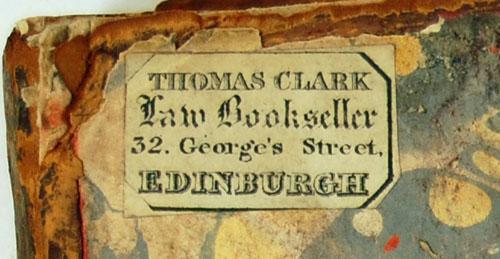 THOMAS CLARK
Law Bookseller
32. George's Street,
EDINBURGH